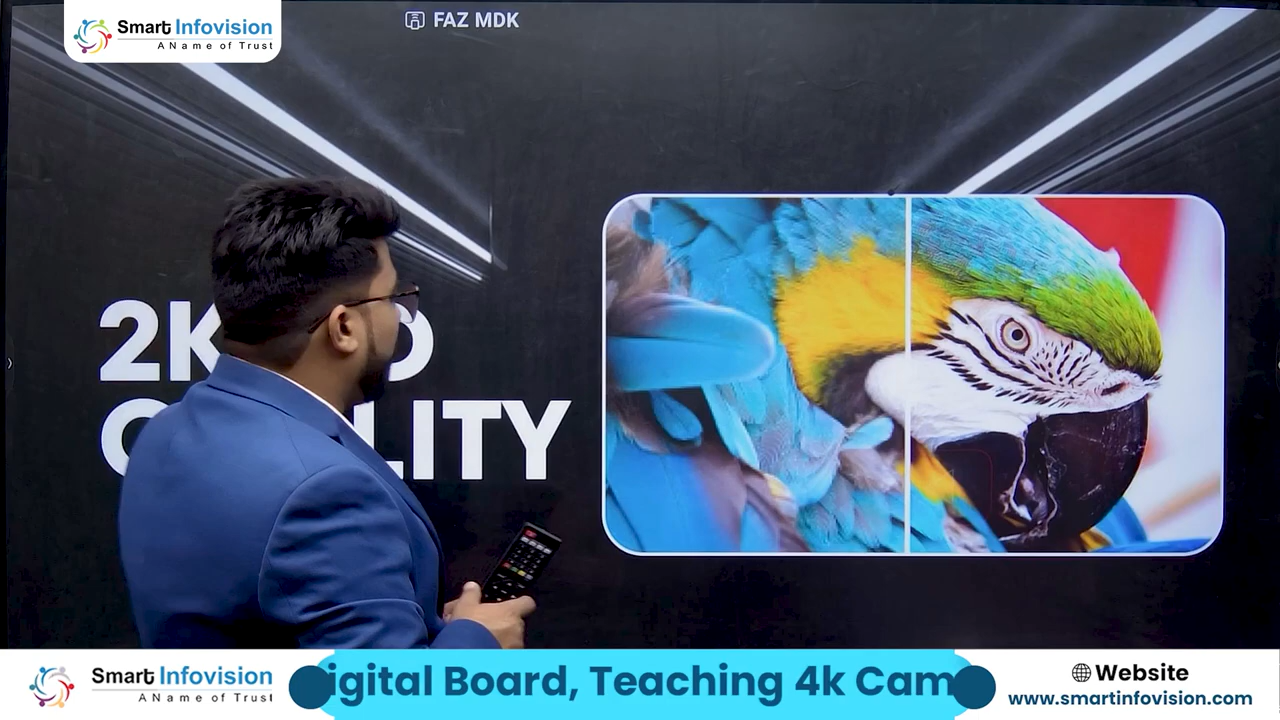 Smart Infovision
A Name of Trust
FAZ MDK
2K
QUALITY
Smart Infovision
A Name of Trust
igital Board, Teaching 4k Cam
Website
www.smartinfovision.com